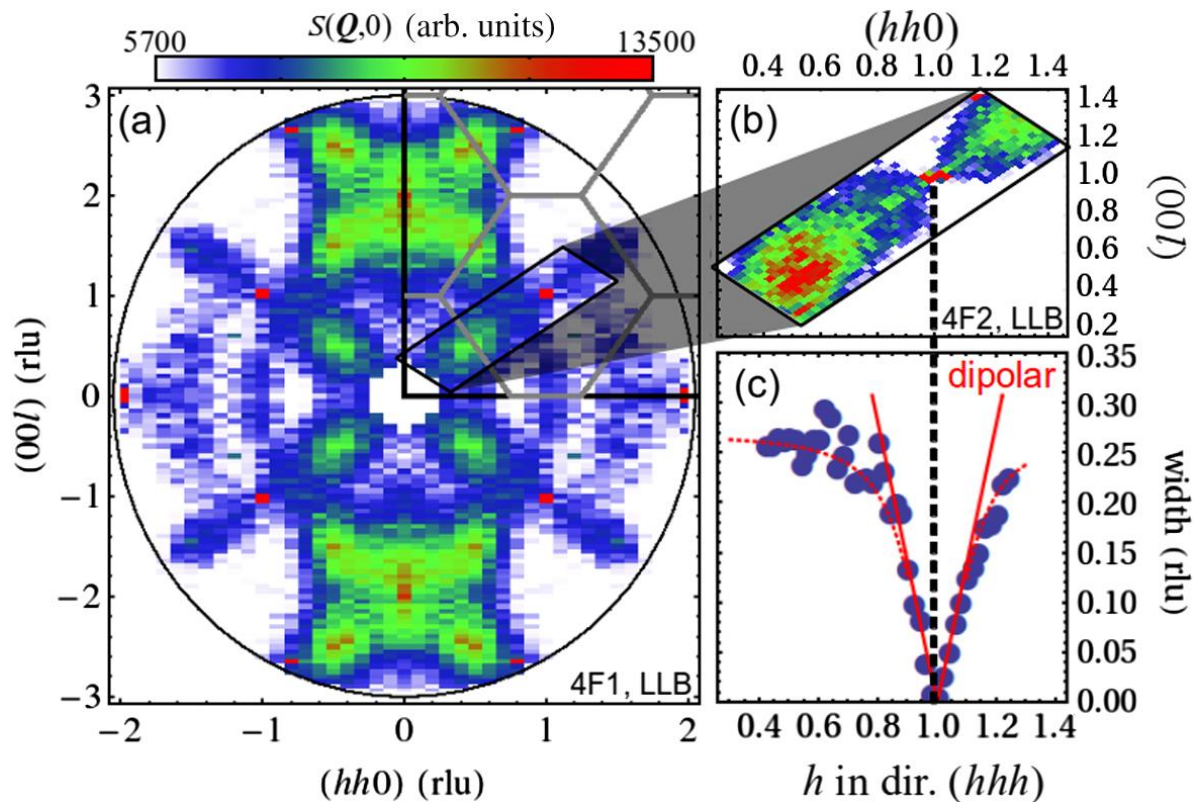 S(Q,0) (arb. units)
5700 13500
(a)
3
2
1
0
−1
−2
−3
(00l) (rlu)
4F1, LLB
−2 −1 0 1 2
(hh0) (rlu)
(hh0)
0.4 0.6 0.8 1.0 1.2 1.4
(b)
1.4
1.2
1.0
0.8
0.6
0.4
0.2
(00l)
4F2, LLB
(c)
dipolar
0.35
0.30
0.25
0.20
0.15
0.10
0.05
0.00
width (rlu)
0.4 0.6 0.8 1.0 1.2 1.4
h in dir. (hhh)